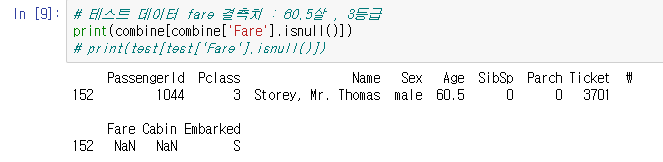 In [9]: # 테스트 데이터 fare 결측치 : 60.5살 , 3등급
print(combine[combine['Fare'].isnull()])
# print(test[test['Fare'].isnull()])
PassengerId Pclass Name Sex Age SibSp Parch Ticket ₩
152 1044 3 Storey, Mr. Thomas male 60.5 0 0 3701
Fare Cabin Embarked
152 NaN NaN S